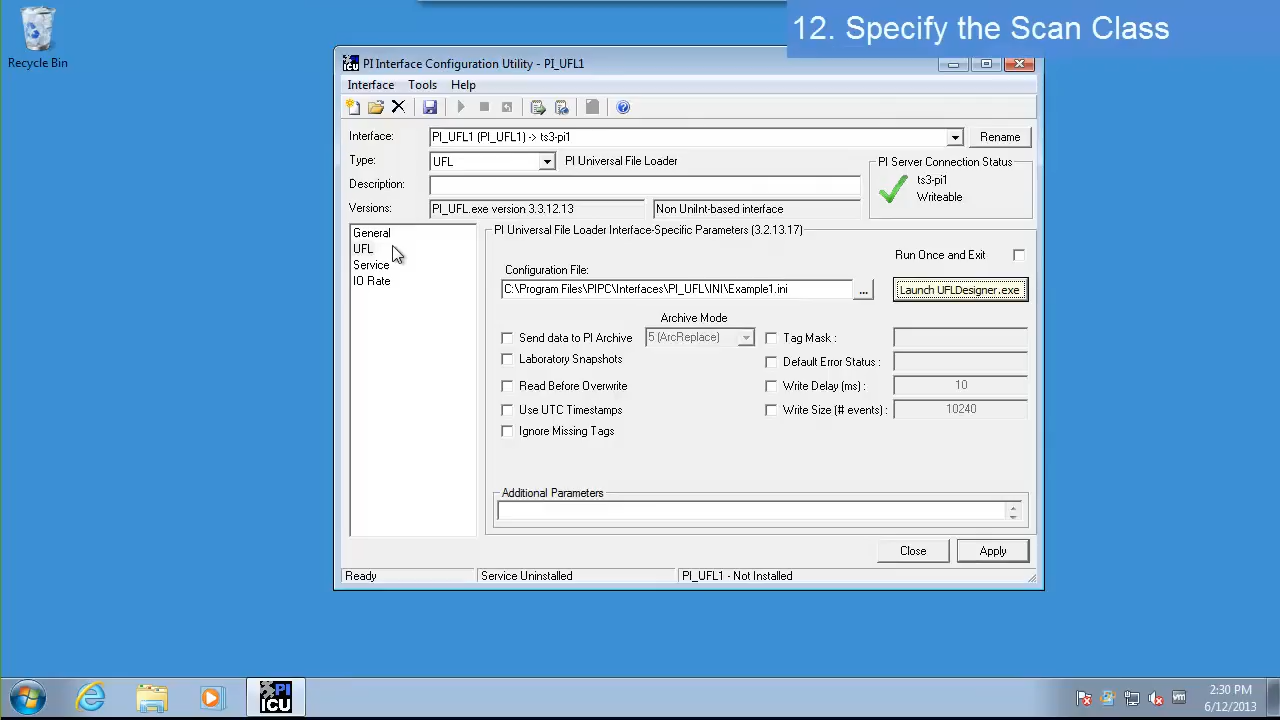 12. Specify the Scan Class
Recycle Bin
PI Interface Configuration Utility - PI_UFL1
Interface Tools Help
Interface: PI_UFL1 (PI_UFL1) -> ts3-pi1 Rename
Type: UFL PI Universal File Loader
PI Server Connection Status
ts3-pi1
Writeable
Description:
Versions: PI_UFL.exe version 3.3.12.13 Non UniInt-based interface
General
UFL
Service
IO Rate
PI Universal File Loader Interface-Specific Parameters (3.2.13.17)
Run Once and Exit
Configuration File:
C:\Program Files\PIPC\Interfaces\PI_UFL\INI\Example1.ini ... Launch UFLDesigner.exe
Archive Mode
Send data to PI Archive 5 (ArcReplace) Tag Mask :
Laboratory Snapshots Default Error Status :
Read Before Overwrite Write Delay (ms) : 10
Use UTC Timestamps Write Size (# events) : 10240
Ignore Missing Tags
Additional Parameters
Close Apply
Ready Service Uninstalled PI_UFL1 - Not Installed
PI
ICU
2:30 PM
6/12/2013